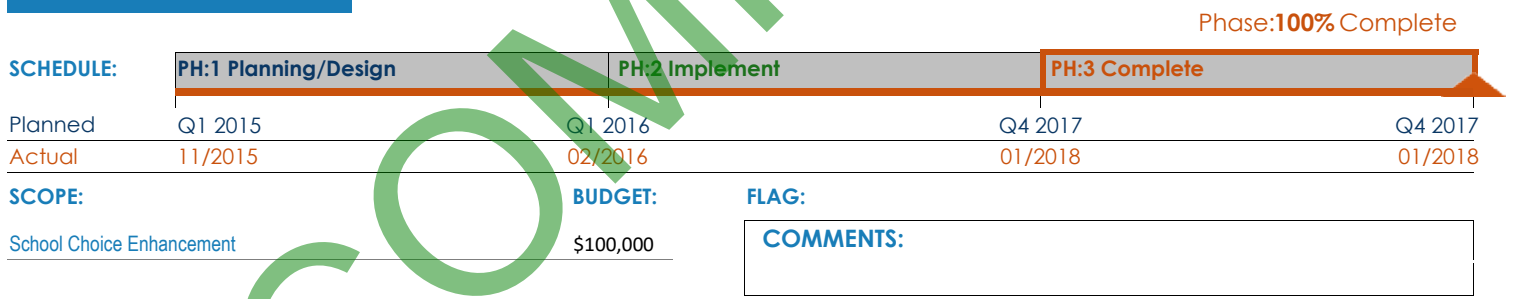 Phase:100% Complete
SCHEDULE: PH:1 Planning/Design PH:2 Implement PH:3 Complete
Planned Q1 2015 Q1 2016 Q4 2017 Q4 2017
Actual 11/2015 02/2016 01/2018 01/2018
SCOPE: BUDGET: FLAG:
School Choice Enhancement $100,000 COMMENTS:
COM